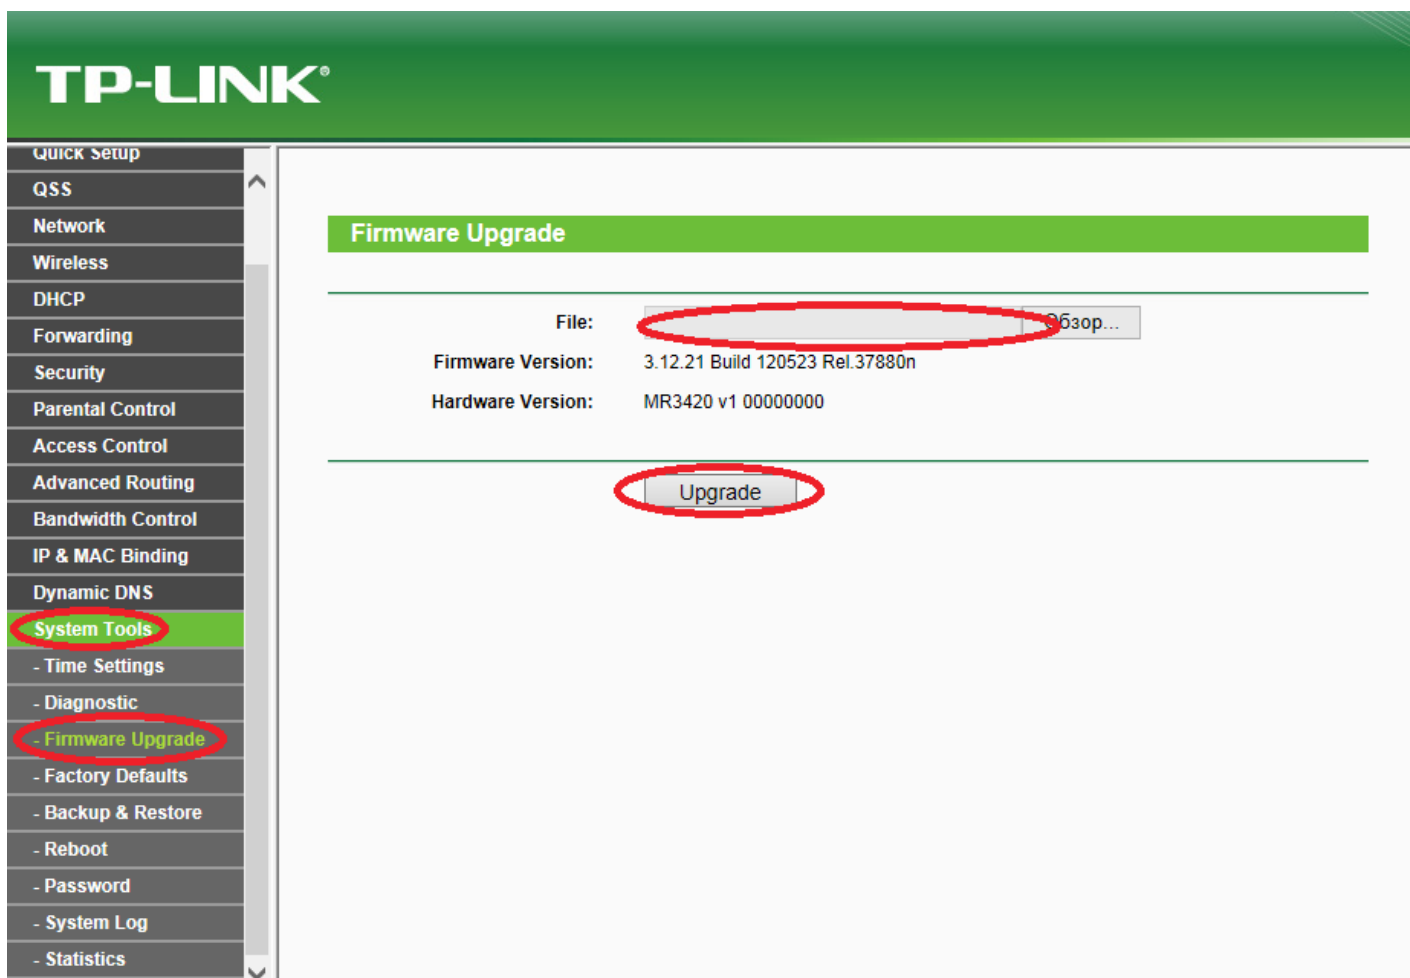 TP-LINK®
Quick Setup
QSS
Network
Wireless
DHCP
Forwarding
Security
Parental Control
Access Control
Advanced Routing
Bandwidth Control
IP & MAC Binding
Dynamic DNS
System Tools
- Time Settings
- Diagnostic
- Firmware Upgrade
- Factory Defaults
- Backup & Restore
- Reboot
- Password
- System Log
- Statistics
Firmware Upgrade
File: Обзор...
Firmware Version: 3.12.21 Build 120523 Rel.37880n
Hardware Version: MR3420 v1 00000000
Upgrade